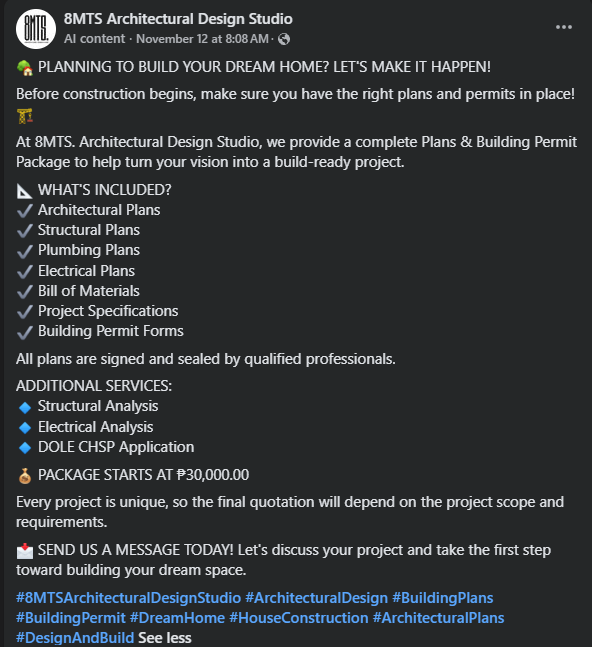 8MTS.
8MTS Architectural Design Studio
AI content · November 12 at 8:08 AM ·
🏡 PLANNING TO BUILD YOUR DREAM HOME? LET'S MAKE IT HAPPEN!
Before construction begins, make sure you have the right plans and permits in place!
🏗️
At 8MTS. Architectural Design Studio, we provide a complete Plans & Building Permit
Package to help turn your vision into a build-ready project.
📐 WHAT'S INCLUDED?
✔️ Architectural Plans
✔️ Structural Plans
✔️ Plumbing Plans
✔️ Electrical Plans
✔️ Bill of Materials
✔️ Project Specifications
✔️ Building Permit Forms
All plans are signed and sealed by qualified professionals.
ADDITIONAL SERVICES:
🔹 Structural Analysis
🔹 Electrical Analysis
🔹 DOLE CHSP Application
💰 PACKAGE STARTS AT ₱30,000.00
Every project is unique, so the final quotation will depend on the project scope and
requirements.
📩 SEND US A MESSAGE TODAY! Let's discuss your project and take the first step
toward building your dream space.
#8MTSArchitecturalDesignStudio #ArchitecturalDesign #BuildingPlans
#BuildingPermit #DreamHome #HouseConstruction #ArchitecturalPlans
#DesignAndBuild See less